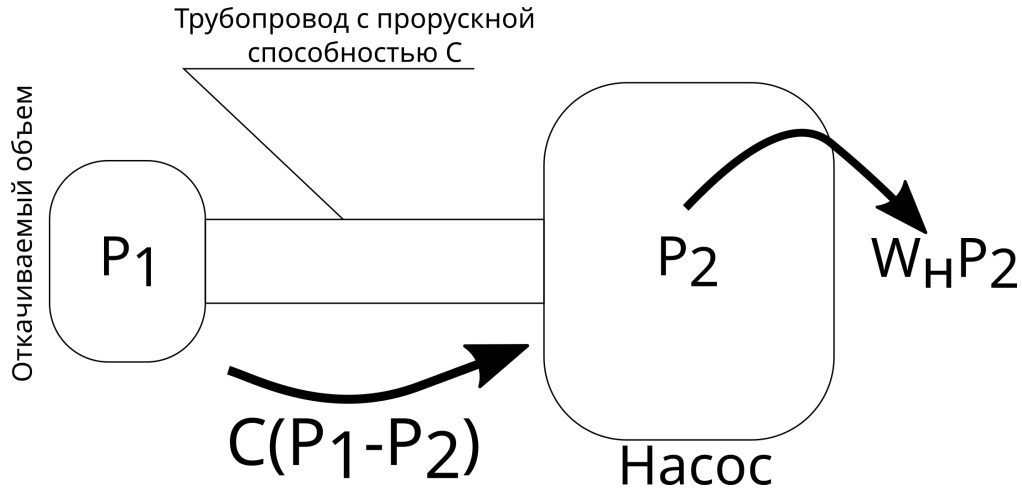 Трубопровод с прорускной
способностью С
Откачиваемый объем
P1
P2
WнP2
C(P1-P2)
Насос